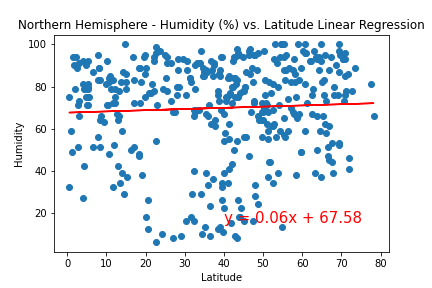 Northern Hemisphere - Humidity (%) vs. Latitude Linear Regression
100
80
60
40
20
Humidity
y = 0.06x + 67.58
0 10 20 30 40 50 60 70 80
Latitude